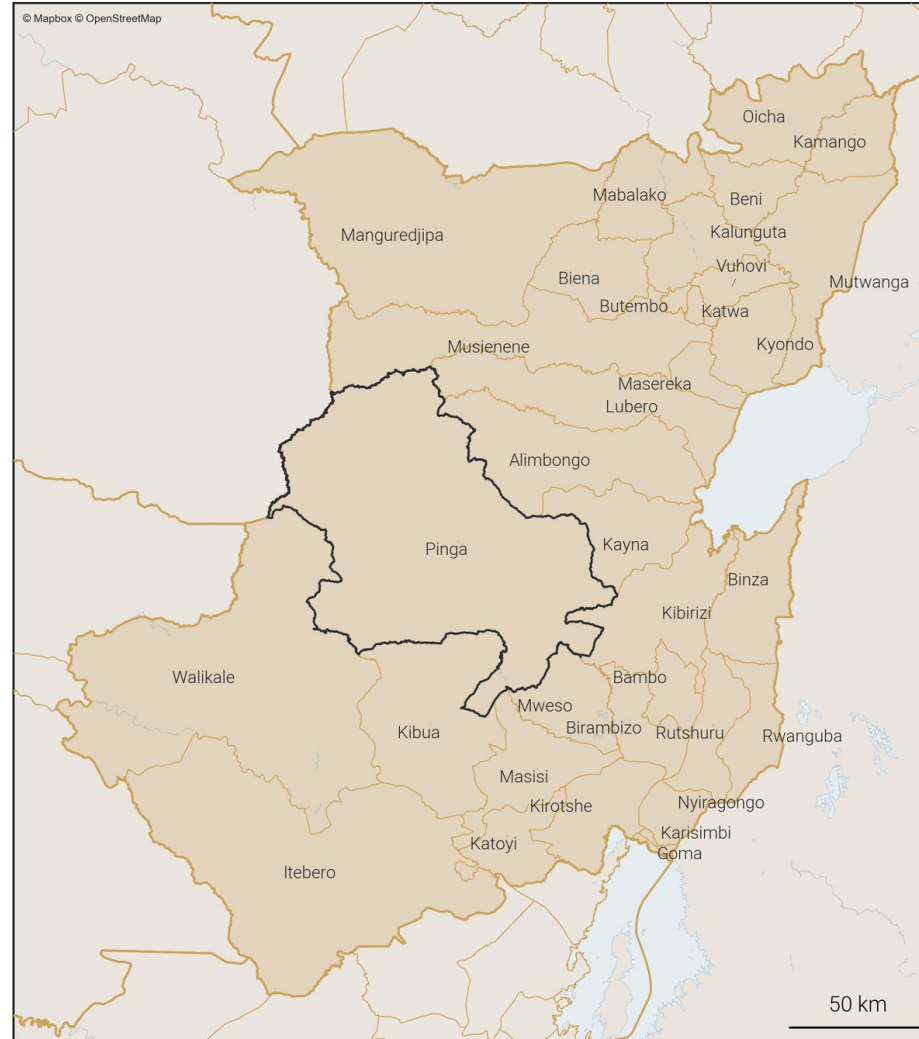 © Mapbox © OpenStreetMap
Oicha
Kamango
Mabalako
Beni
Manguredjipa
Kalunguta
Vuhovi
Biena
Mutwanga
Butembo
Katwa
Musienene
Kyondo
Masereka
Lubero
Alimbongo
Kayna
Pinga
Binza
Kibirizi
Walikale
Bambo
Mweso
Birambizo
Kibua
Rutshuru
Rwanguba
Masisi
Nyiragongo
Kirotshe
Karisimbi
Katoyi
Goma
Itebero
50 km